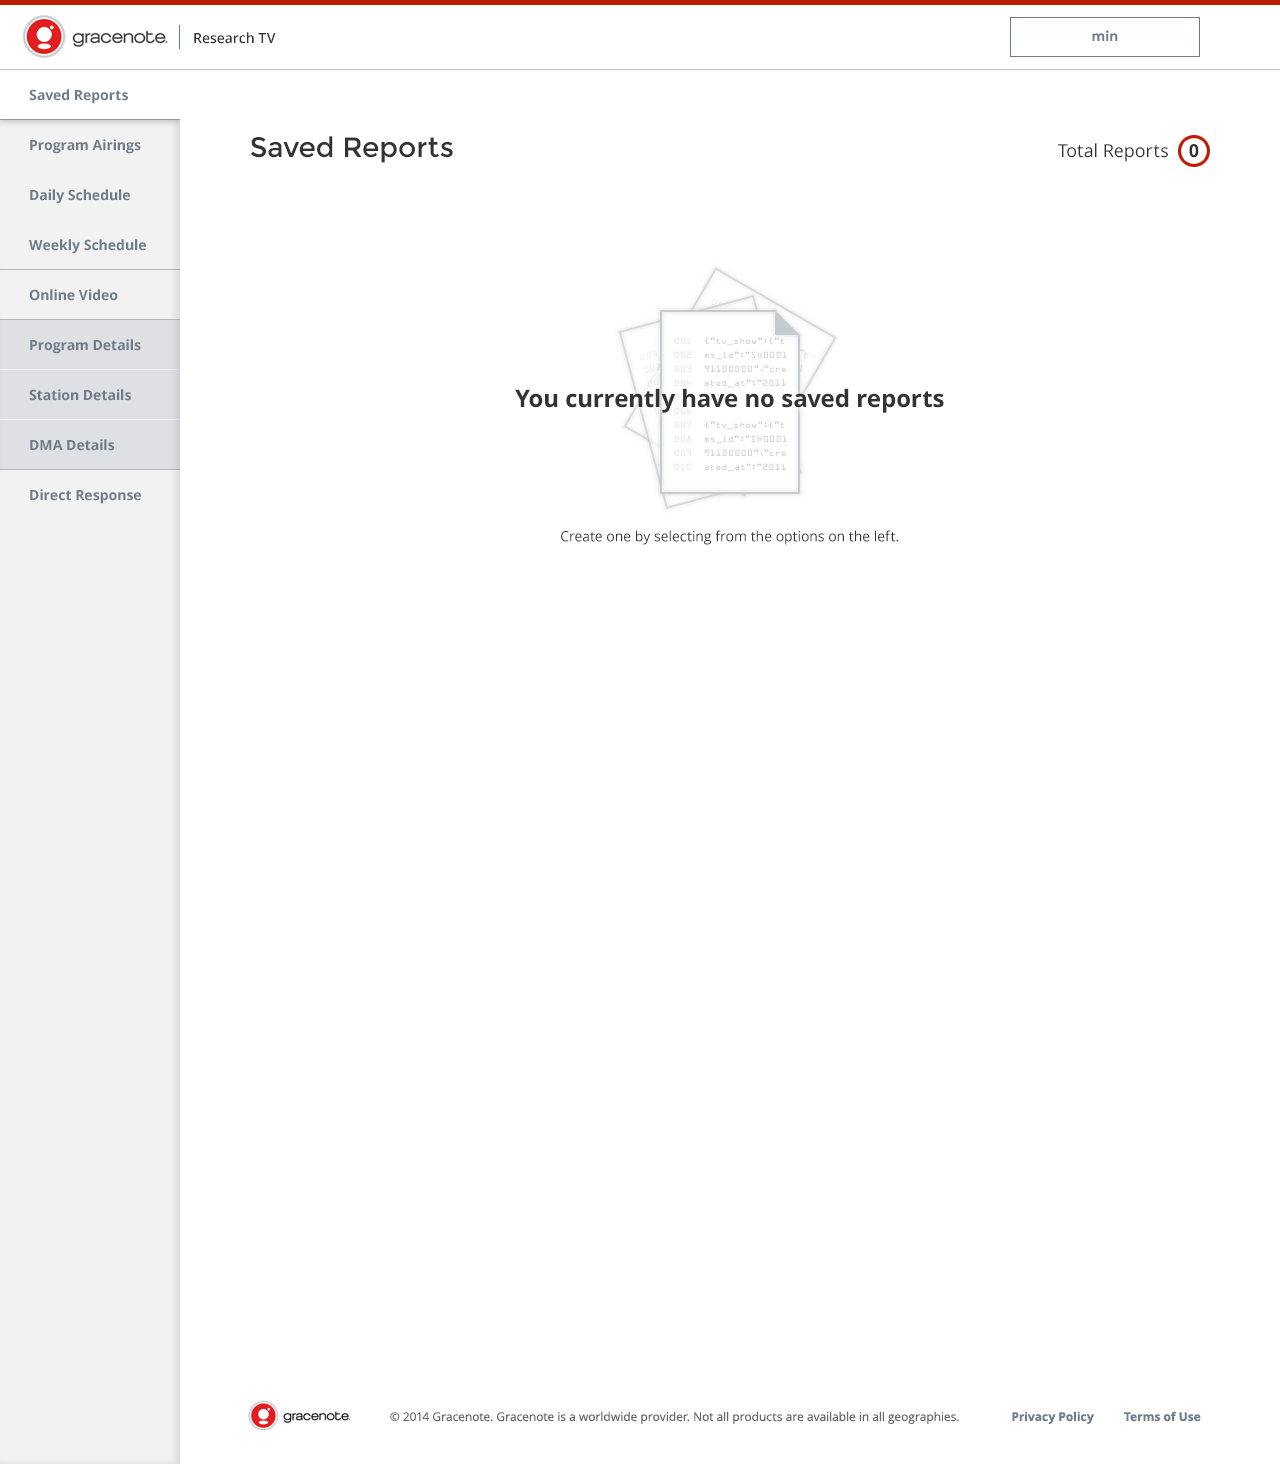 gracenote. Research TV
min
Saved Reports
Program Airings
Daily Schedule
Weekly Schedule
Online Video
Program Details
Station Details
DMA Details
Direct Response
Saved Reports
Total Reports 0
001 {"tv_show":{"t
002 ms_id":"SH0001
003 91100000","cre
004 ated_at":"2011
You currently have no saved reports
007 {"tv_show":{"t
008 ms_id":"SH0001
009 91100000","cre
010 ated_at":"2011
Create one by selecting from the options on the left.
gracenote. © 2014 Gracenote. Gracenote is a worldwide provider. Not all products are available in all geographies. Privacy Policy Terms of Use